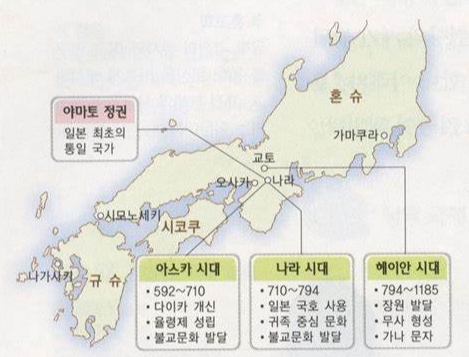 혼 슈
야마토 정권
일본 최초의
통일 국가
가마쿠라
교토
오사카
나라
시모노세키
시코쿠
나가사키
규 슈
아스카 시대
• 592~710
• 다이카 개신
• 율령제 성립
• 불교문화 발달
나라 시대
• 710~794
• 일본 국호 사용
• 귀족 중심 문화
• 불교문화 발달
헤이안 시대
• 794~1185
• 장원 발달
• 무사 형성
• 가나 문자